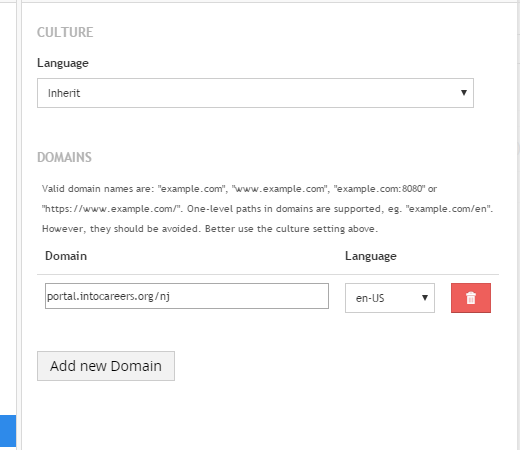 CULTURE
Language
Inherit
DOMAINS
Valid domain names are: "example.com", "www.example.com", "example.com:8080" or
"https://www.example.com/". One-level paths in domains are supported, eg. "example.com/en".
However, they should be avoided. Better use the culture setting above.
Domain Language
portal.intocareers.org/nj en-US
Add new Domain